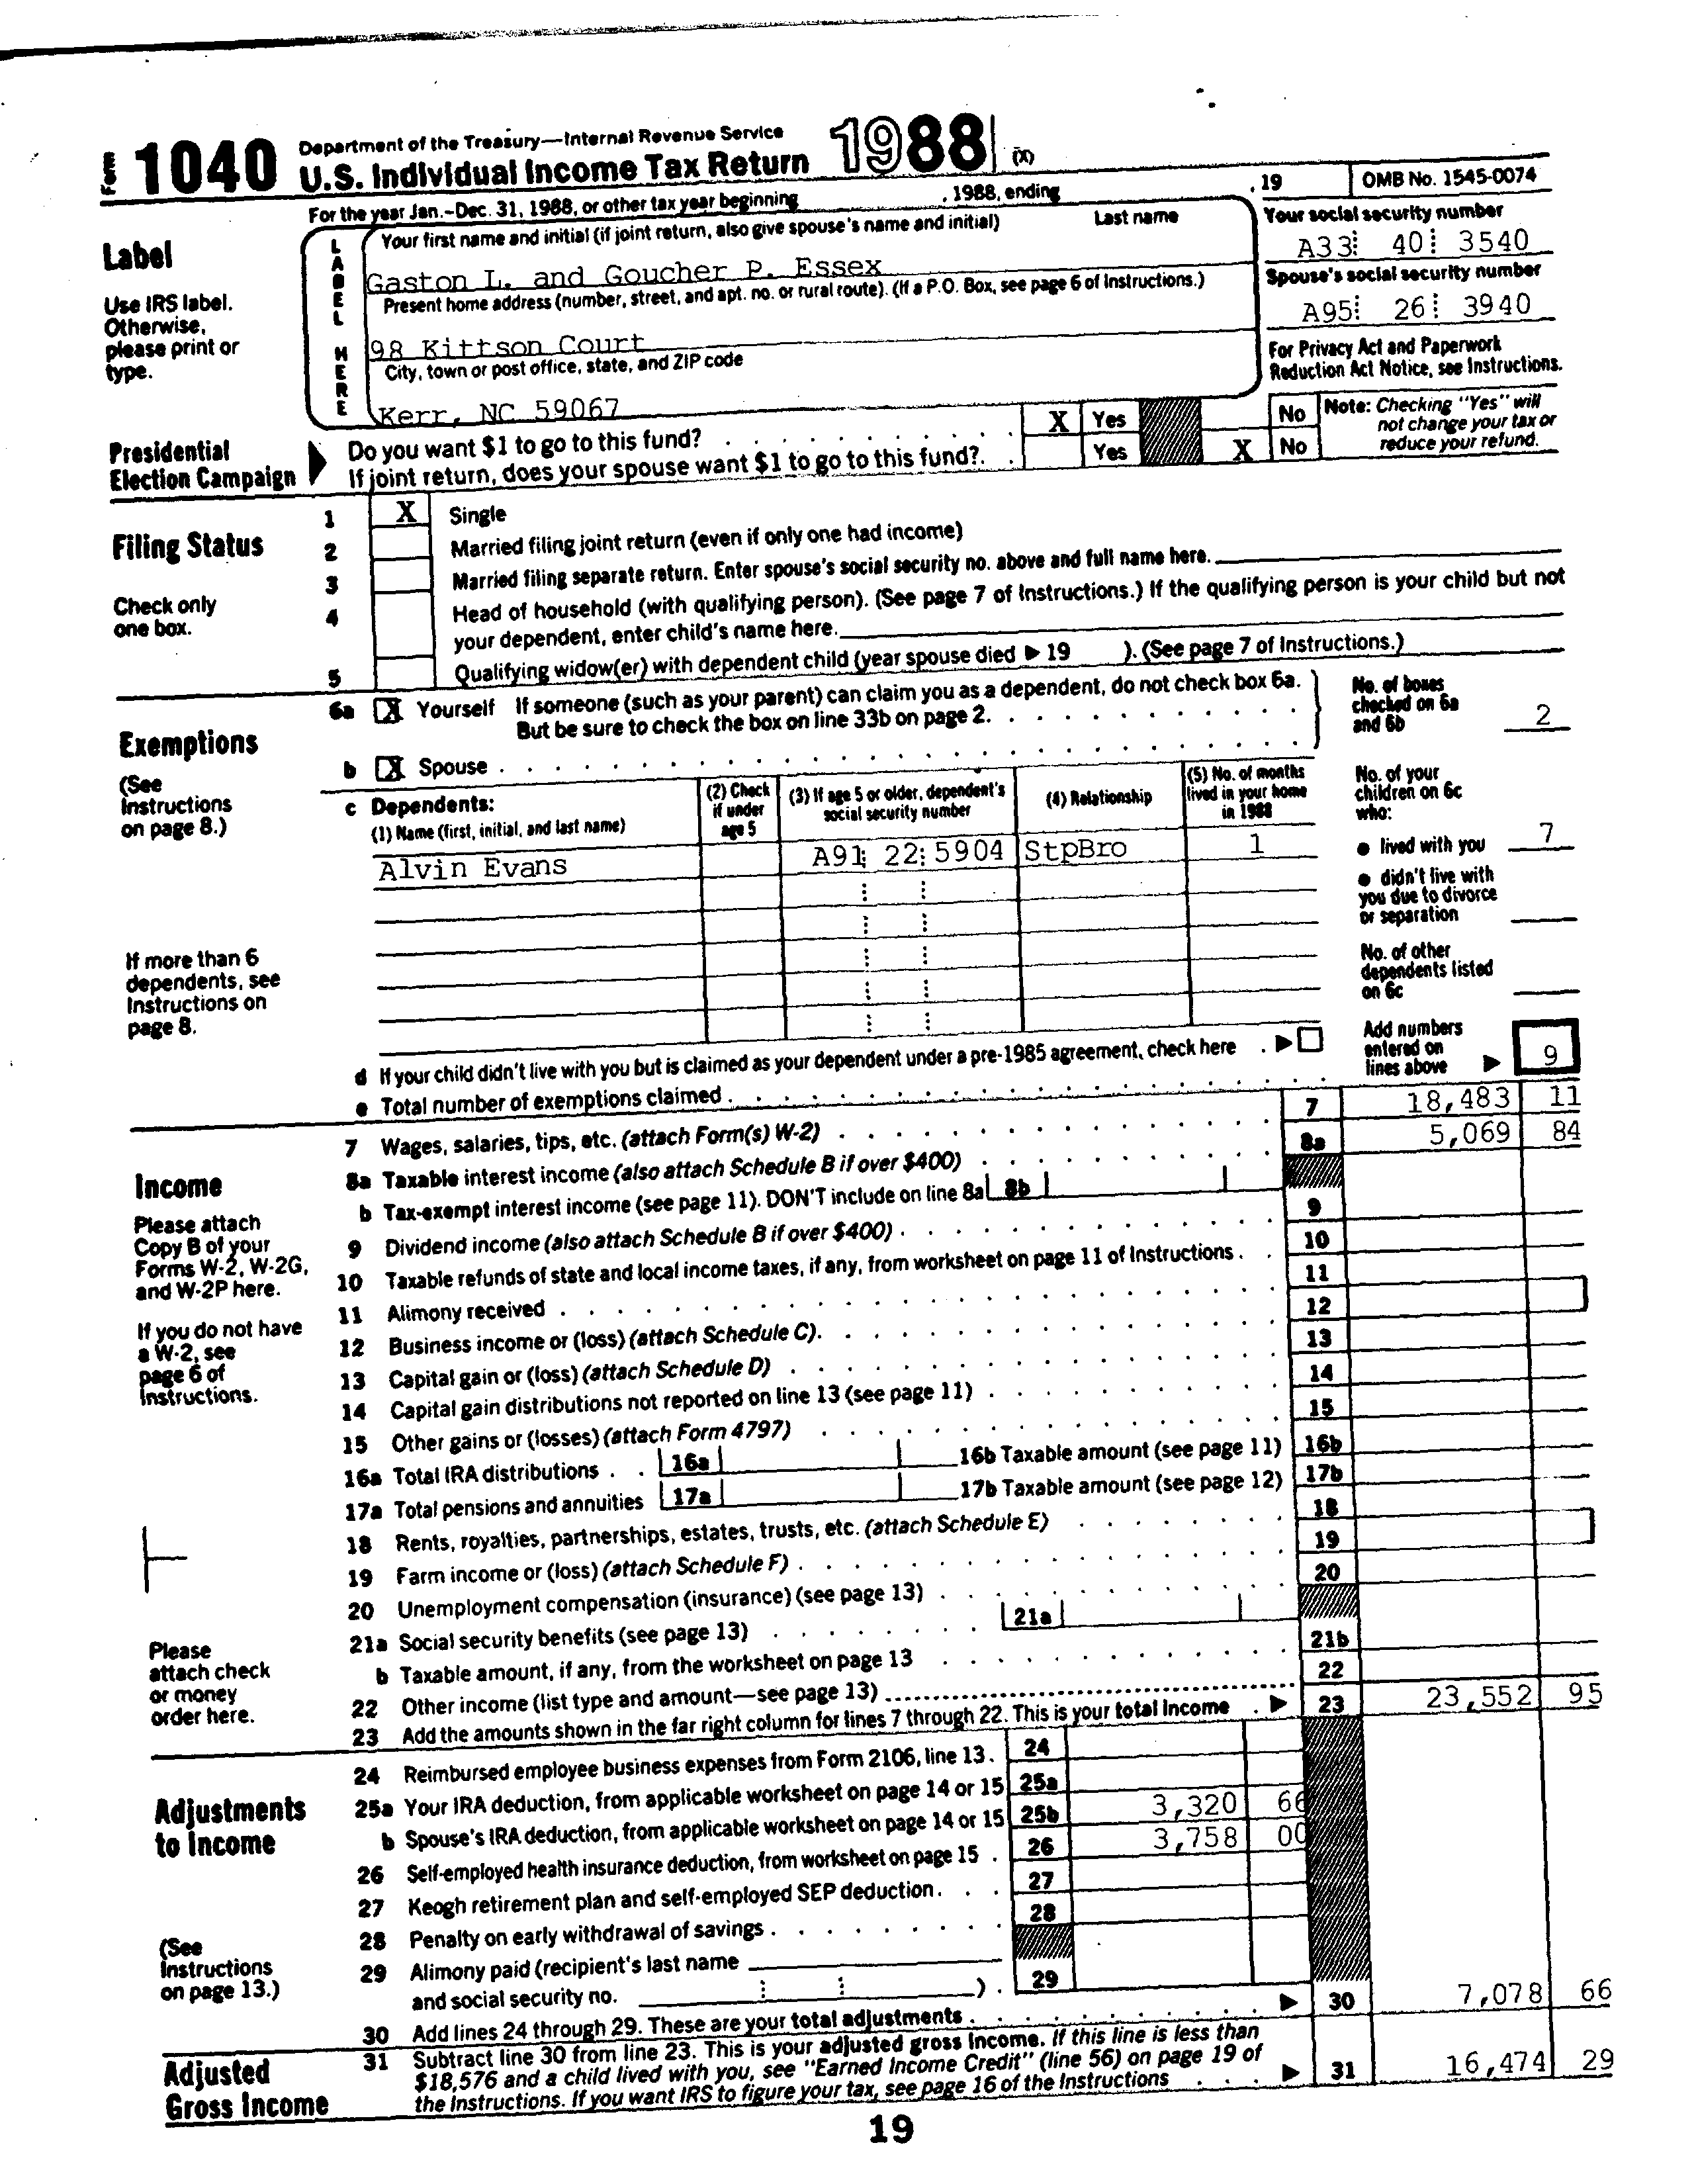 Form 1040 Department of the Treasury—Internal Revenue Service
U.S. Individual Income Tax Return 1988 (X)
For the year Jan.–Dec. 31, 1988, or other tax year beginning , 1988, ending , 19 OMB No. 1545-0074
Label
Use IRS label.
Otherwise,
please print or
type.
LABEL HERE
Your first name and initial (if joint return, also give spouse's name and initial) Last name
Gaston L. and Goucher P. Essex
Present home address (number, street, and apt. no. or rural route). (If a P.O. Box, see page 6 of Instructions.)
98 Kittson Court
City, town or post office, state, and ZIP code
Kerr, NC 59067
Your social security number
A33 40 3540
Spouse's social security number
A95 26 3940
For Privacy Act and Paperwork
Reduction Act Notice, see Instructions.
Presidential
Election Campaign
Do you want $1 to go to this fund? X Yes No
If joint return, does your spouse want $1 to go to this fund? Yes X No
Note: Checking "Yes" will
not change your tax or
reduce your refund.
Filing Status
Check only
one box.
1 X Single
2 Married filing joint return (even if only one had income)
3 Married filing separate return. Enter spouse's social security no. above and full name here.
4 Head of household (with qualifying person). (See page 7 of Instructions.) If the qualifying person is your child but not
your dependent, enter child's name here.
5 Qualifying widow(er) with dependent child (year spouse died ▶ 19 ). (See page 7 of Instructions.)
Exemptions
(See
Instructions
on page 8.)
If more than 6
dependents, see
Instructions on
page 8.
6a X Yourself If someone (such as your parent) can claim you as a dependent, do not check box 6a.
But be sure to check the box on line 33b on page 2.
b X Spouse
No. of boxes
checked on 6a
and 6b 2
c Dependents:
(1) Name (first, initial, and last name)
(2) Check
if under
age 5
(3) If age 5 or older, dependent's
social security number
(4) Relationship
(5) No. of months
lived in your home
in 1988
Alvin Evans A91 22 5904 StpBro 1
No. of your
children on 6c
who:
● lived with you 7
● didn't live with
you due to divorce
or separation
No. of other
dependents listed
on 6c
d If your child didn't live with you but is claimed as your dependent under a pre-1985 agreement, check here ▶
e Total number of exemptions claimed
Add numbers
entered on
lines above ▶ 9
Income
Please attach
Copy B of your
Forms W-2, W-2G,
and W-2P here.
If you do not have
a W-2, see
page 6 of
Instructions.
Please
attach check
or money
order here.
7 Wages, salaries, tips, etc. (attach Form(s) W-2) 7 18,483 11
8a Taxable interest income (also attach Schedule B if over $400) 8a 5,069 84
b Tax-exempt interest income (see page 11). DON'T include on line 8a 8b
9 Dividend income (also attach Schedule B if over $400) 9
10 Taxable refunds of state and local income taxes, if any, from worksheet on page 11 of Instructions 10
11 Alimony received 11
12 Business income or (loss) (attach Schedule C) 12
13 Capital gain or (loss) (attach Schedule D) 13
14 Capital gain distributions not reported on line 13 (see page 11) 14
15 Other gains or (losses) (attach Form 4797) 15
16a Total IRA distributions 16a 16b Taxable amount (see page 11) 16b
17a Total pensions and annuities 17a 17b Taxable amount (see page 12) 17b
18 Rents, royalties, partnerships, estates, trusts, etc. (attach Schedule E) 18
19 Farm income or (loss) (attach Schedule F) 19
20 Unemployment compensation (insurance) (see page 13) 20
21a Social security benefits (see page 13) 21a
b Taxable amount, if any, from the worksheet on page 13 21b
22 Other income (list type and amount—see page 13) 22
23 Add the amounts shown in the far right column for lines 7 through 22. This is your total income ▶ 23 23,552 95
Adjustments
to Income
(See
Instructions
on page 13.)
24 Reimbursed employee business expenses from Form 2106, line 13. 24
25a Your IRA deduction, from applicable worksheet on page 14 or 15 25a
b Spouse's IRA deduction, from applicable worksheet on page 14 or 15 25b 3,320 66
26 Self-employed health insurance deduction, from worksheet on page 15 26 3,758 00
27 Keogh retirement plan and self-employed SEP deduction 27
28 Penalty on early withdrawal of savings 28
29 Alimony paid (recipient's last name
and social security no. ) 29
30 Add lines 24 through 29. These are your total adjustments ▶ 30 7,078 66
Adjusted
Gross Income
31 Subtract line 30 from line 23. This is your adjusted gross income. If this line is less than
$18,576 and a child lived with you, see "Earned Income Credit" (line 56) on page 19 of
the Instructions. If you want IRS to figure your tax, see page 16 of the Instructions ▶ 31 16,474 29
19